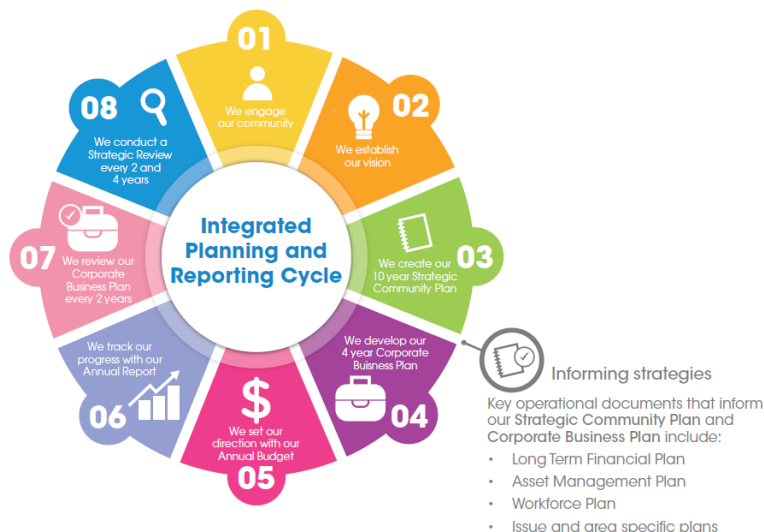 01
We engage
our community
02
We establish
our vision
03
We create our
10 year Strategic
Community Plan
We develop our
4 year Corporate
Business Plan
04
We set our
direction with our
Annual Budget
05
We track our
progress with our
Annual Report
06
07
We review our
Corporate
Business Plan
every 2 years
08
We conduct a
Strategic Review
every 2 and
4 years
Integrated
Planning and
Reporting Cycle
Informing strategies
Key operational documents that inform
our Strategic Community Plan and
Corporate Business Plan include:
• Long Term Financial Plan
• Asset Management Plan
• Workforce Plan
• Issue and area specific plans